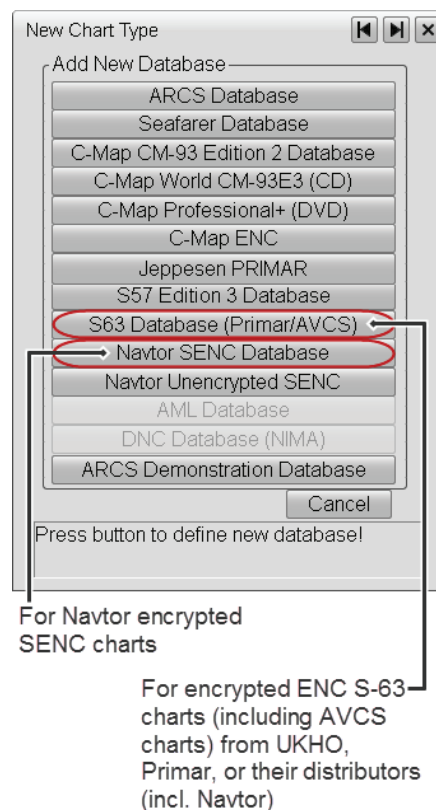 New Chart Type
Add New Database
ARCS Database
Seafarer Database
C-Map CM-93 Edition 2 Database
C-Map World CM-93E3 (CD)
C-Map Professional+ (DVD)
C-Map ENC
Jeppesen PRIMAR
S57 Edition 3 Database
S63 Database (Primar/AVCS)
Navtor SENC Database
Navtor Unencrypted SENC
AML Database
DNC Database (NIMA)
ARCS Demonstration Database
Cancel
Press button to define new database!
For Navtor encrypted
SENC charts
For encrypted ENC S-63
charts (including AVCS
charts) from UKHO,
Primar, or their distributors
(incl. Navtor)